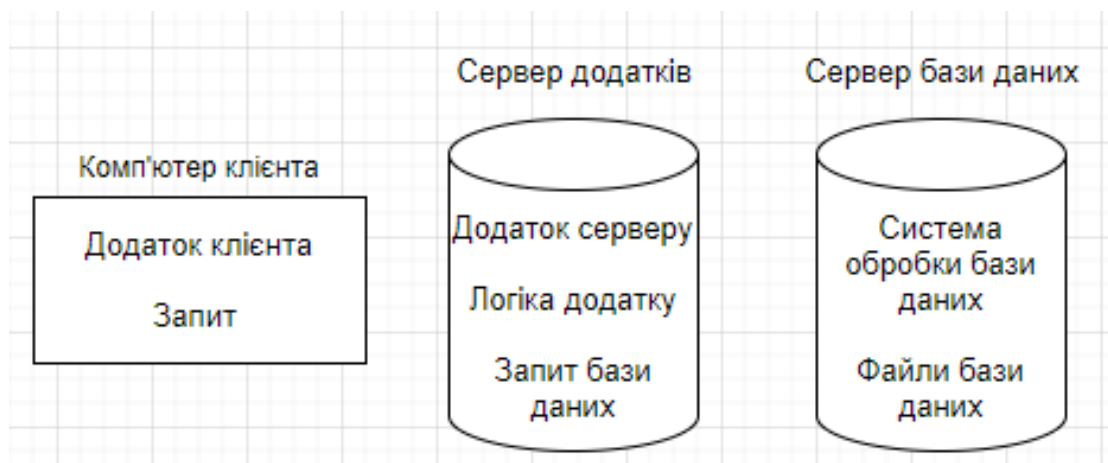 Комп'ютер клієнта
Додаток клієнта
Запит
Сервер додатків
Додаток серверу
Логіка додатку
Запит бази
даних
Сервер бази даних
Система
обробки бази
даних
Файли бази
даних